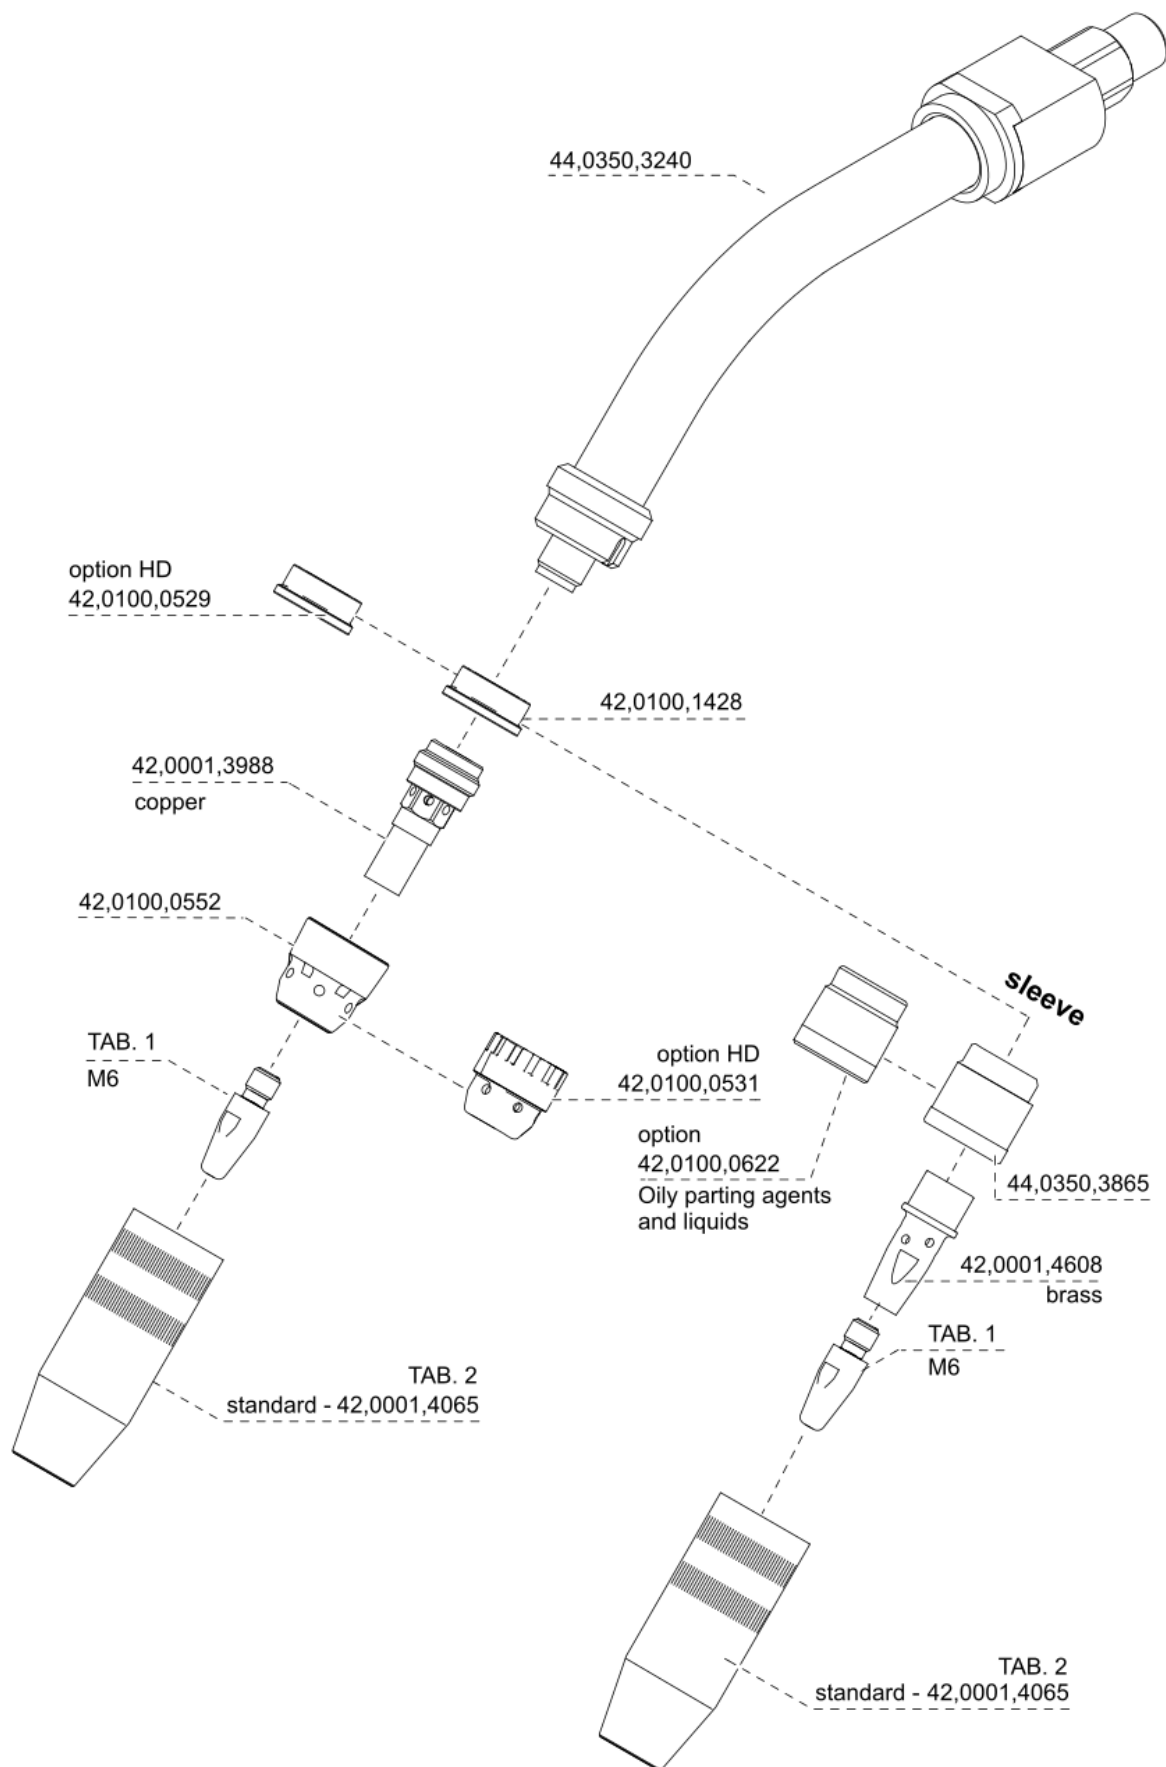 44,0350,3240
option HD
42,0100,0529
42,0100,1428
42,0001,3988
copper
42,0100,0552
sleeve
TAB. 1
M6
option HD
42,0100,0531
option
42,0100,0622
Oily parting agents
and liquids
44,0350,3865
42,0001,4608
brass
TAB. 1
M6
TAB. 2
standard - 42,0001,4065
TAB. 2
standard - 42,0001,4065